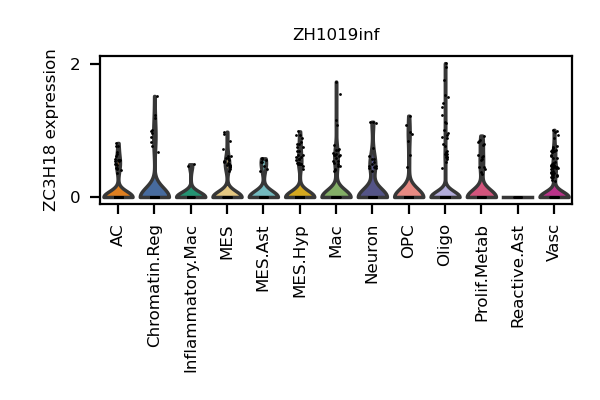 ZH1019inf
ZC3H18 expression
2
0
AC
Chromatin.Reg
Inflammatory.Mac
MES
MES.Ast
MES.Hyp
Mac
Neuron
OPC
Oligo
Prolif.Metab
Reactive.Ast
Vasc